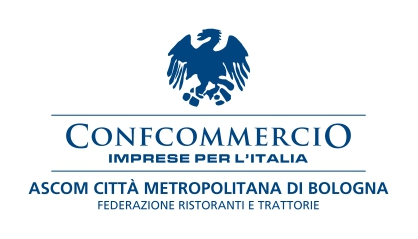 CONFCOMMERCIO
IMPRESE PER L'ITALIA
ASCOM CITTÀ METROPOLITANA DI BOLOGNA
FEDERAZIONE RISTORANTI E TRATTORIE